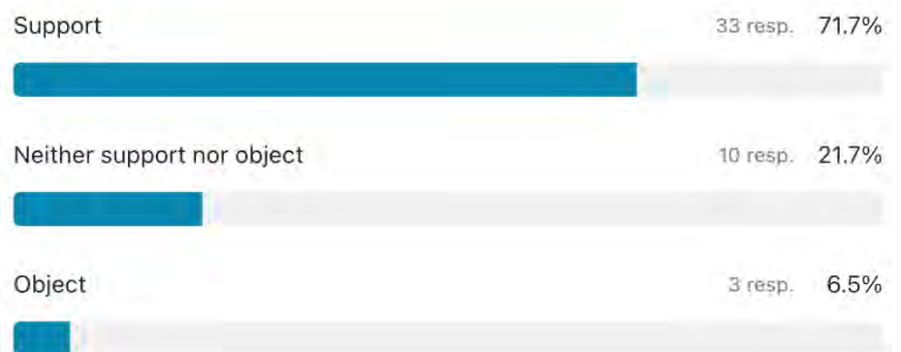 Support 33 resp. 71.7%
Neither support nor object 10 resp. 21.7%
Object 3 resp. 6.5%